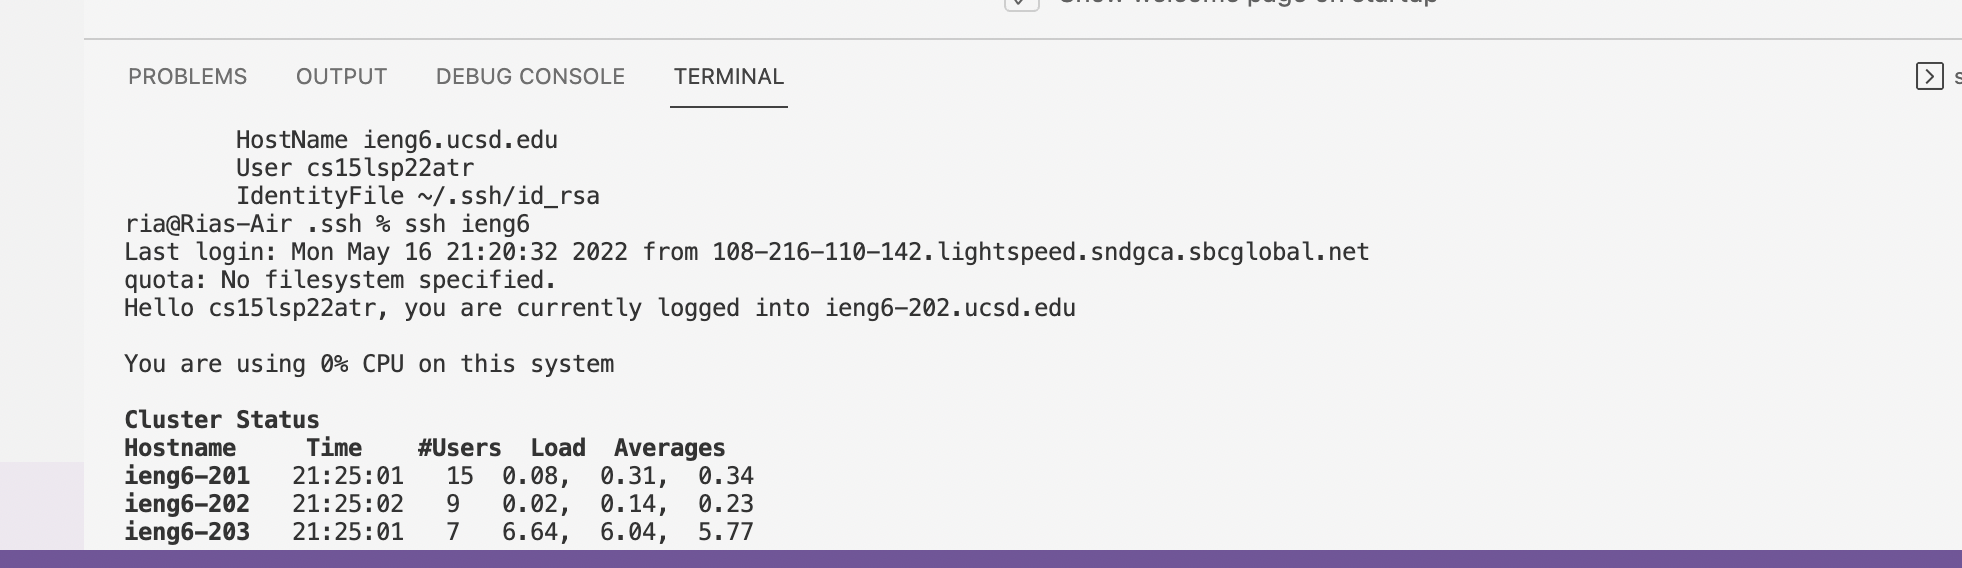 Show welcome page on startup
PROBLEMS OUTPUT DEBUG CONSOLE TERMINAL
HostName ieng6.ucsd.edu
User cs15lsp22atr
IdentityFile ~/.ssh/id_rsa
ria@Rias-Air .ssh % ssh ieng6
Last login: Mon May 16 21:20:32 2022 from 108-216-110-142.lightspeed.sndgca.sbcglobal.net
quota: No filesystem specified.
Hello cs15lsp22atr, you are currently logged into ieng6-202.ucsd.edu
You are using 0% CPU on this system
Cluster Status
Hostname Time #Users Load Averages
ieng6-201 21:25:01 15 0.08, 0.31, 0.34
ieng6-202 21:25:02 9 0.02, 0.14, 0.23
ieng6-203 21:25:01 7 6.64, 6.04, 5.77